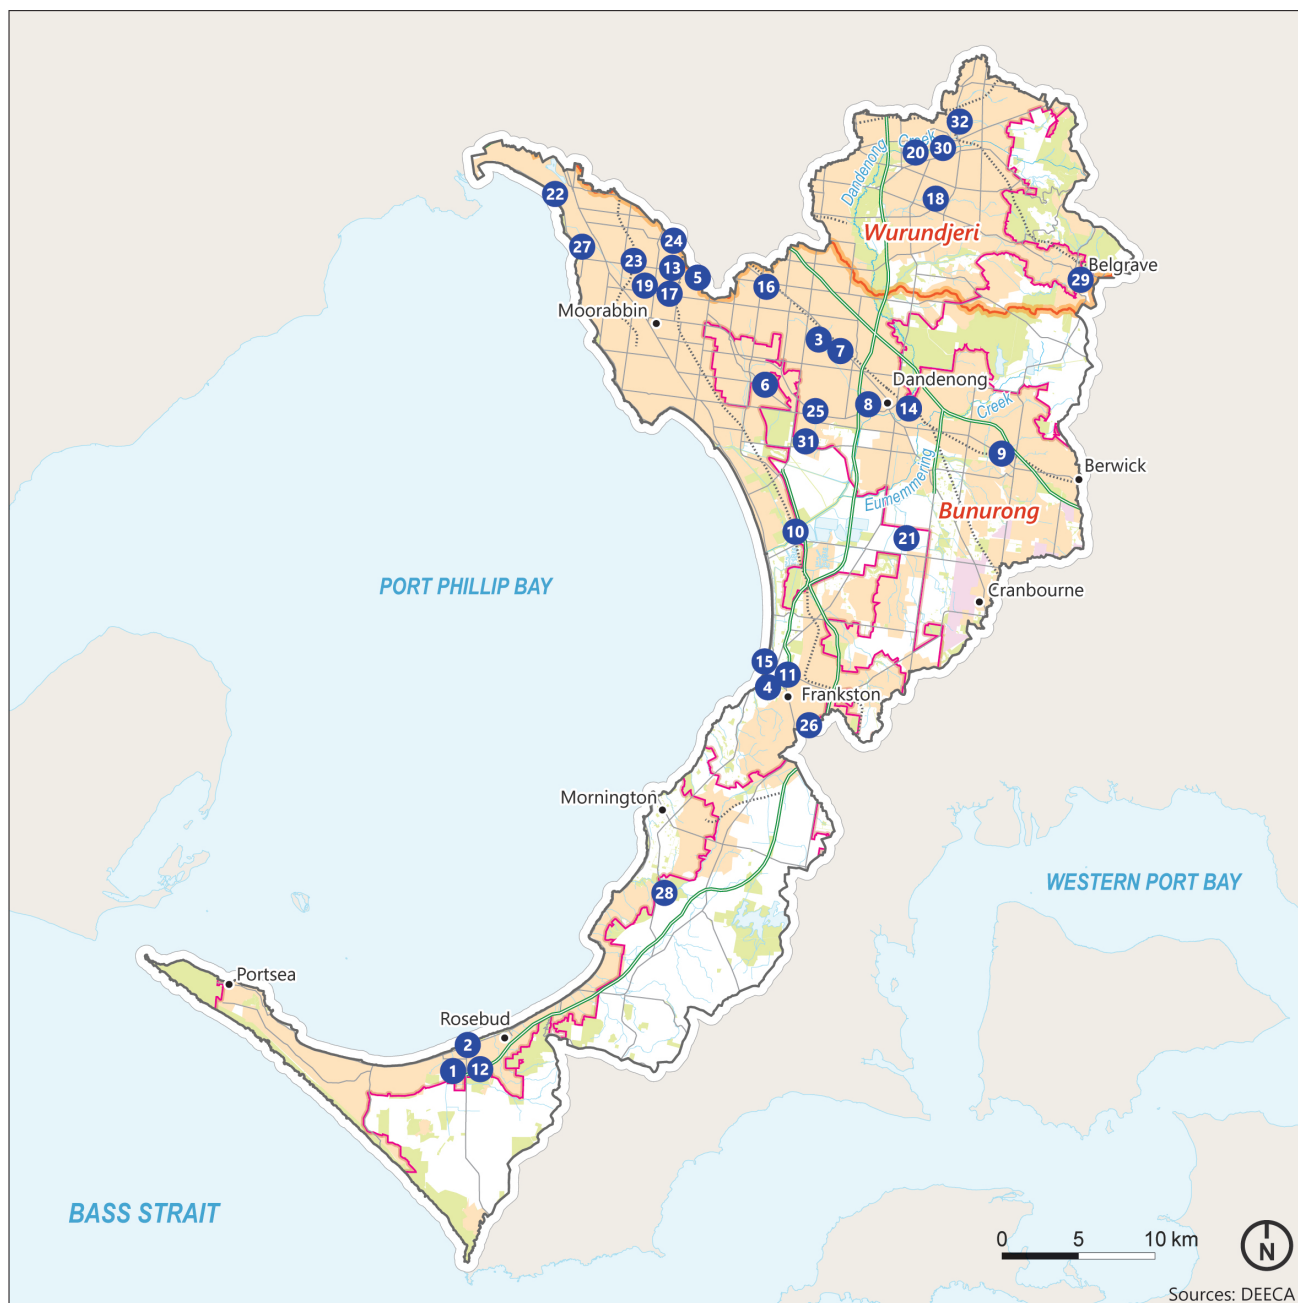 32
Creek
20
30
Dandenong
18
22
Wurundjeri
24
27
23
13
Belgrave
5
29
19
17
16
Moorabbin
3
7
6
Dandenong
8
14
25
Creek
31
9
Berwick
Eumemmering
Bunurong
10
21
PORT PHILLIP BAY
Cranbourne
15
11
4
Frankston
26
Mornington
28
WESTERN PORT BAY
Portsea
Rosebud
2
1
12
BASS STRAIT
0 5 10 km
N
Sources: DEECA